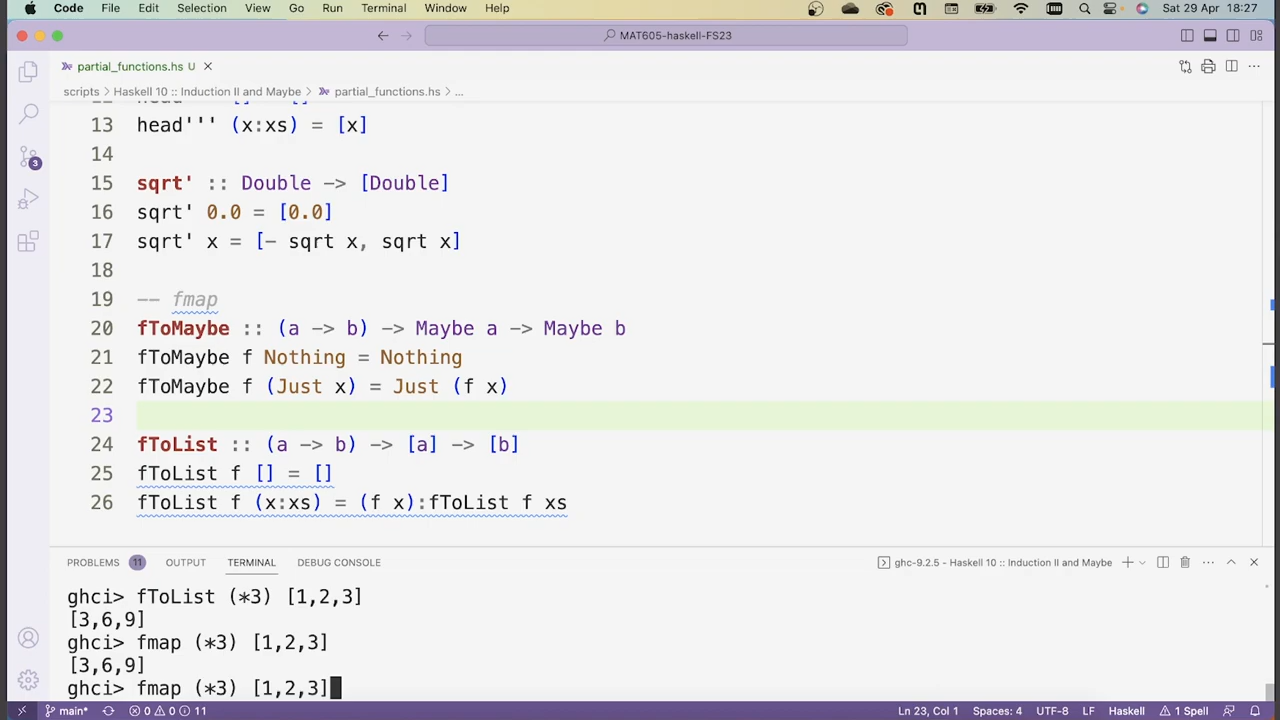 Code File Edit Selection View Go Run Terminal Window Help Sat 29 Apr 18:27
MAT605-haskell-FS23
partial_functions.hs U
scripts > Haskell 10 :: Induction II and Maybe > partial_functions.hs > ...
13 head''' (x:xs) = [x]
14
15 sqrt' :: Double -> [Double]
16 sqrt' 0.0 = [0.0]
17 sqrt' x = [- sqrt x, sqrt x]
18
19 -- fmap
20 fToMaybe :: (a -> b) -> Maybe a -> Maybe b
21 fToMaybe f Nothing = Nothing
22 fToMaybe f (Just x) = Just (f x)
23
24 fToList :: (a -> b) -> [a] -> [b]
25 fToList f [] = []
26 fToList f (x:xs) = (f x):fToList f xs
PROBLEMS 11 OUTPUT TERMINAL DEBUG CONSOLE ghc-9.2.5 - Haskell 10 :: Induction II and Maybe
ghci> fToList (*3) [1,2,3]
[3,6,9]
ghci> fmap (*3) [1,2,3]
[3,6,9]
ghci> fmap (*3) [1,2,3]
3
main* 0 0 11 Ln 23, Col 1 Spaces: 4 UTF-8 LF Haskell 1 Spell